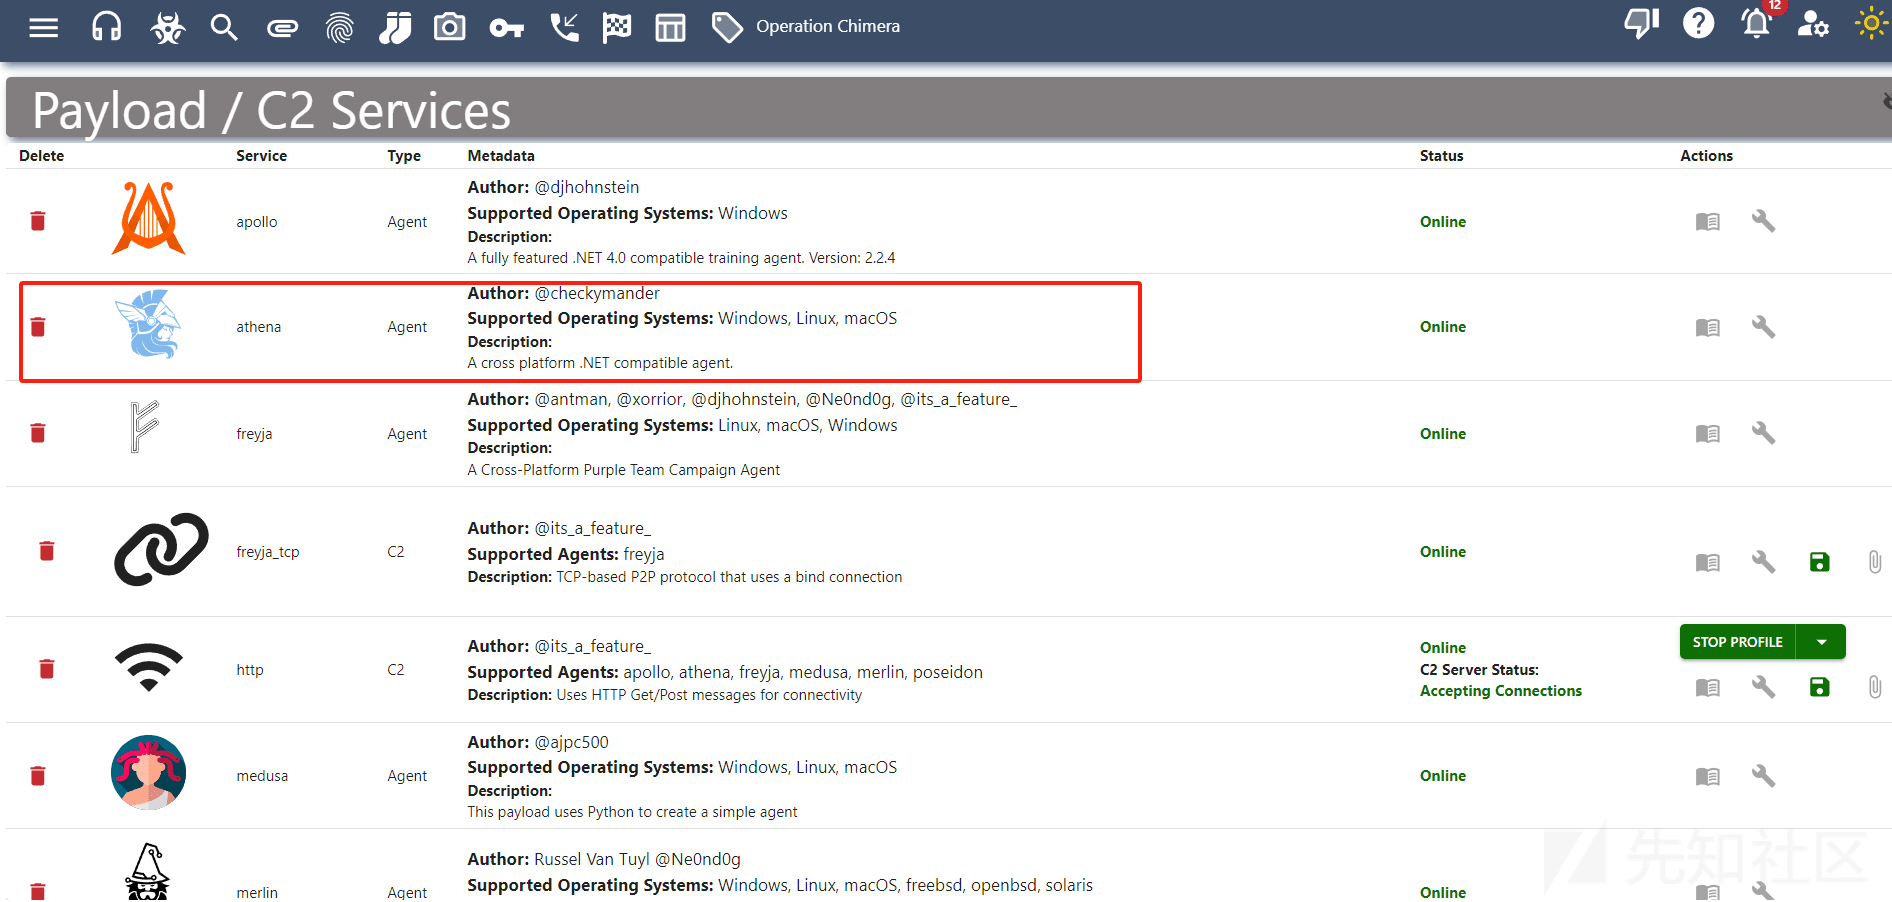 Operation Chimera
12
Payload / C2 Services
Delete Service Type Metadata Status Actions
Author: @djhohnstein
Supported Operating Systems: Windows
apollo Agent Online
Description:
A fully featured .NET 4.0 compatible training agent. Version: 2.2.4
Author: @checkymander
Supported Operating Systems: Windows, Linux, macOS
athena Agent Online
Description:
A cross platform .NET compatible agent.
Author: @antman, @xorrior, @djhohnstein, @Ne0nd0g, @its_a_feature_
Supported Operating Systems: Linux, macOS, Windows
freyja Agent Online
Description:
A Cross-Platform Purple Team Campaign Agent
Author: @its_a_feature_
Supported Agents: freyja
freyja_tcp C2 Online
Description: TCP-based P2P protocol that uses a bind connection
Author: @its_a_feature_
Online
STOP PROFILE
Supported Agents: apollo, athena, freyja, medusa, merlin, poseidon
http C2
C2 Server Status:
Accepting Connections
Description: Uses HTTP Get/Post messages for connectivity
Author: @ajpc500
Supported Operating Systems: Windows, Linux, macOS
medusa Agent Online
Description:
This payload uses Python to create a simple agent
Author: Russel Van Tuyl @Ne0nd0g
Supported Operating Systems: Windows, Linux, macOS, freebsd, openbsd, solaris
merlin Agent Online
先知社区